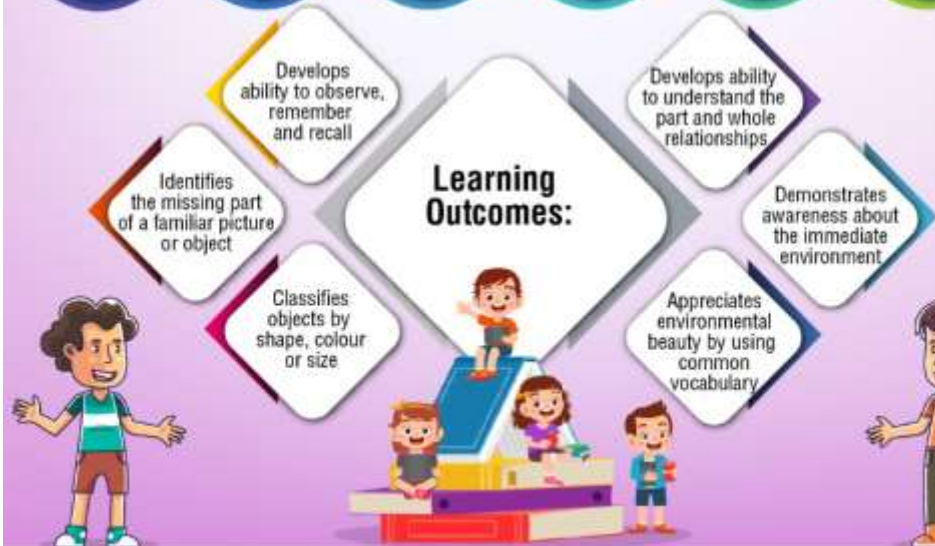 Develops
ability to observe,
remember
and recall
Identifies
the missing part
of a familiar picture
or object
Classifies
objects by
shape, colour
or size
Learning
Outcomes:
Develops ability
to understand the
part and whole
relationships
Demonstrates
awareness about
the immediate
environment
Appreciates
environmental
beauty by using
common
vocabulary